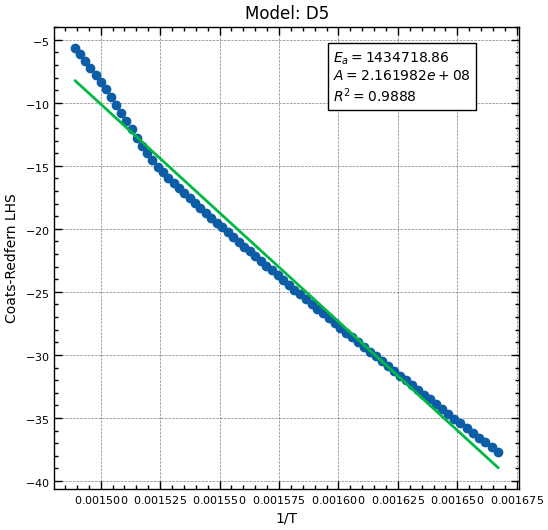 Model: D5
E_a = 1434718.86
A = 2.161982e + 08
R² = 0.9888
Coats-Redfern LHS
−5
−10
−15
−20
−25
−30
−35
−40
0.001500 0.001525 0.001550 0.001575 0.001600 0.001625 0.001650 0.001675
1/T